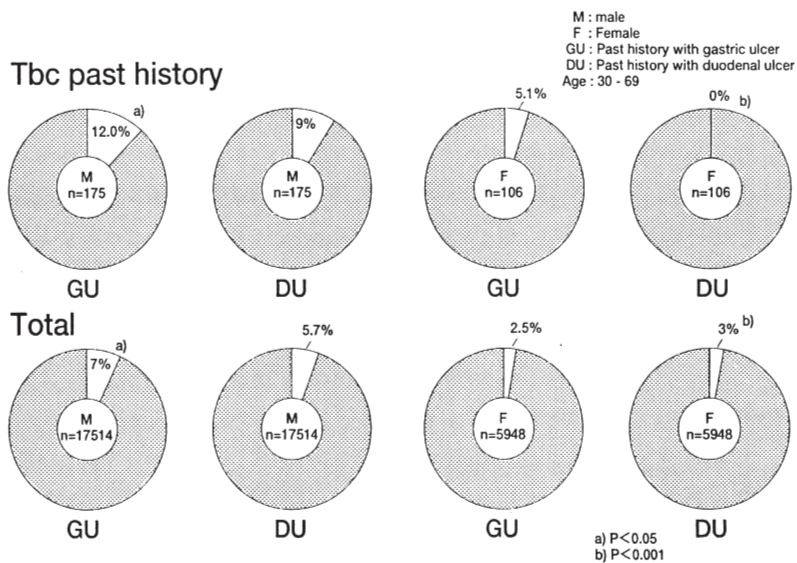 M : male
F : Female
GU : Past history with gastric ulcer
DU : Past history with duodenal ulcer
Age : 30 - 69
Tbc past history
a)
12.0%
M
n=175
GU
9%
M
n=175
DU
5.1%
F
n=106
GU
0% b)
F
n=106
DU
Total
a)
7%
M
n=17514
GU
5.7%
M
n=17514
DU
2.5%
F
n=5948
GU
3% b)
F
n=5948
DU
a) P<0.05
b) P<0.001